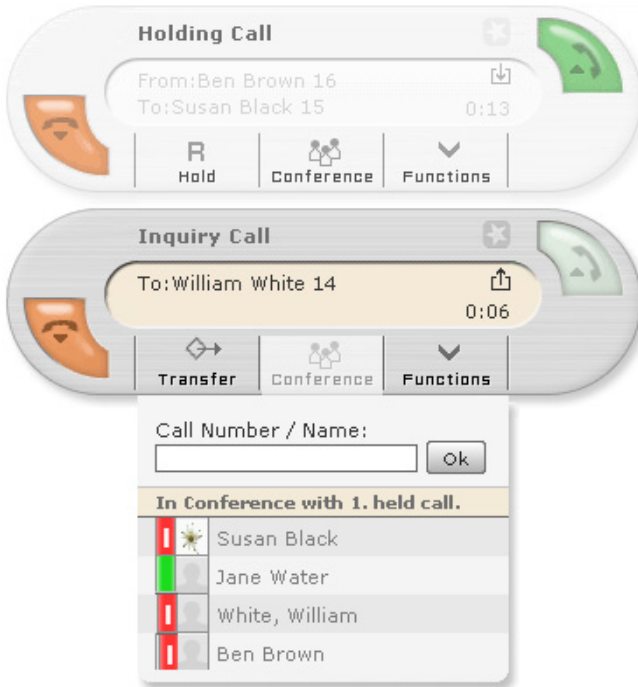 Holding Call
From:Ben Brown 16
To:Susan Black 15
0:13
R
Hold
Conference
Functions
Inquiry Call
To:William White 14
0:06
Transfer
Conference
Functions
Call Number / Name:
Ok
In Conference with 1. held call.
Susan Black
Jane Water
White, William
Ben Brown